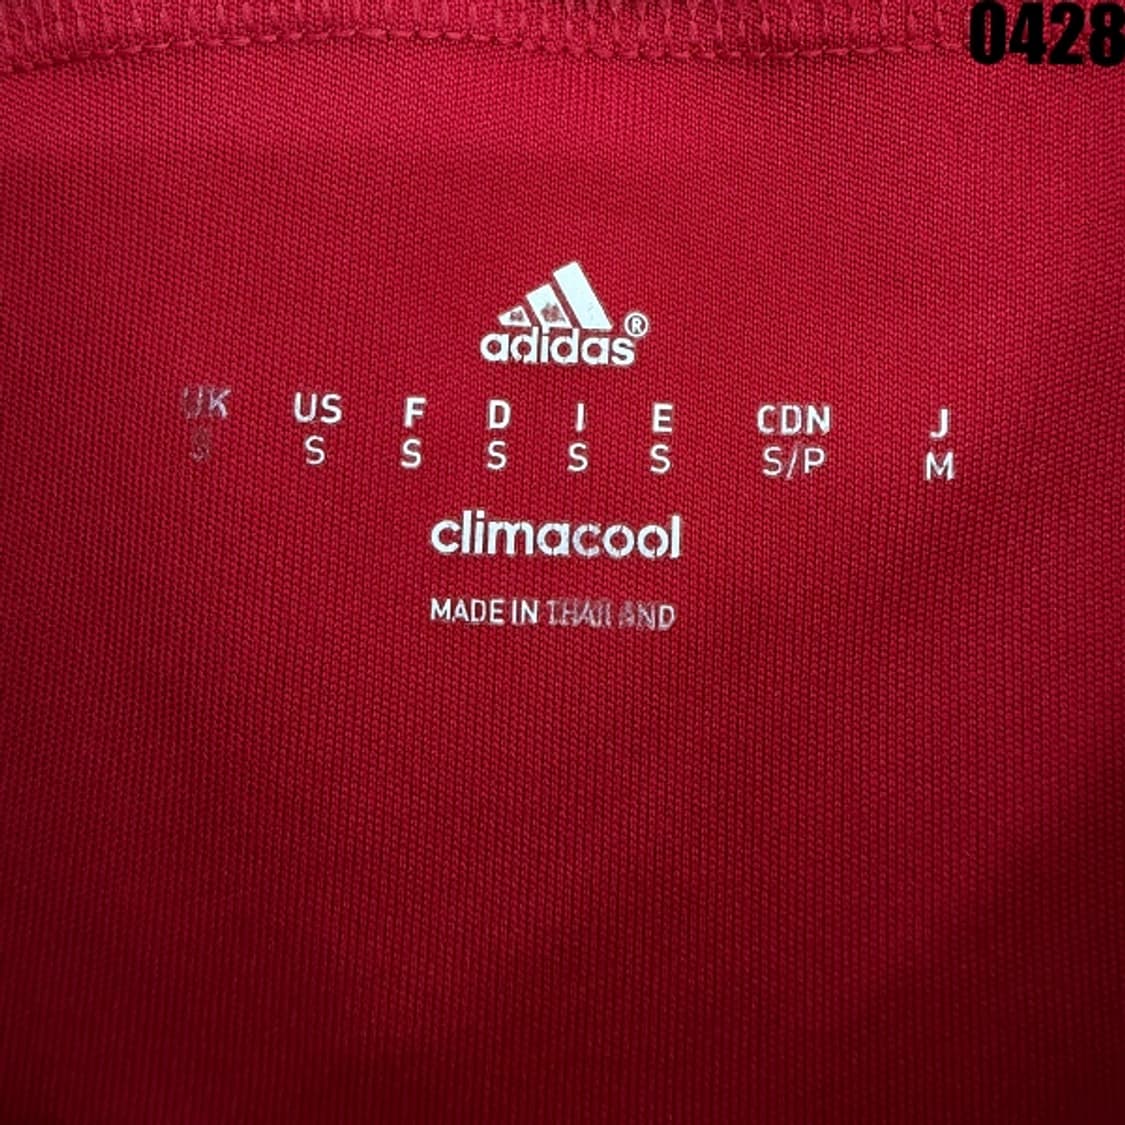 0428
adidas®
UK US F D I E CDN J
S S S S S S S/P M
climacool
MADE IN THAILAND